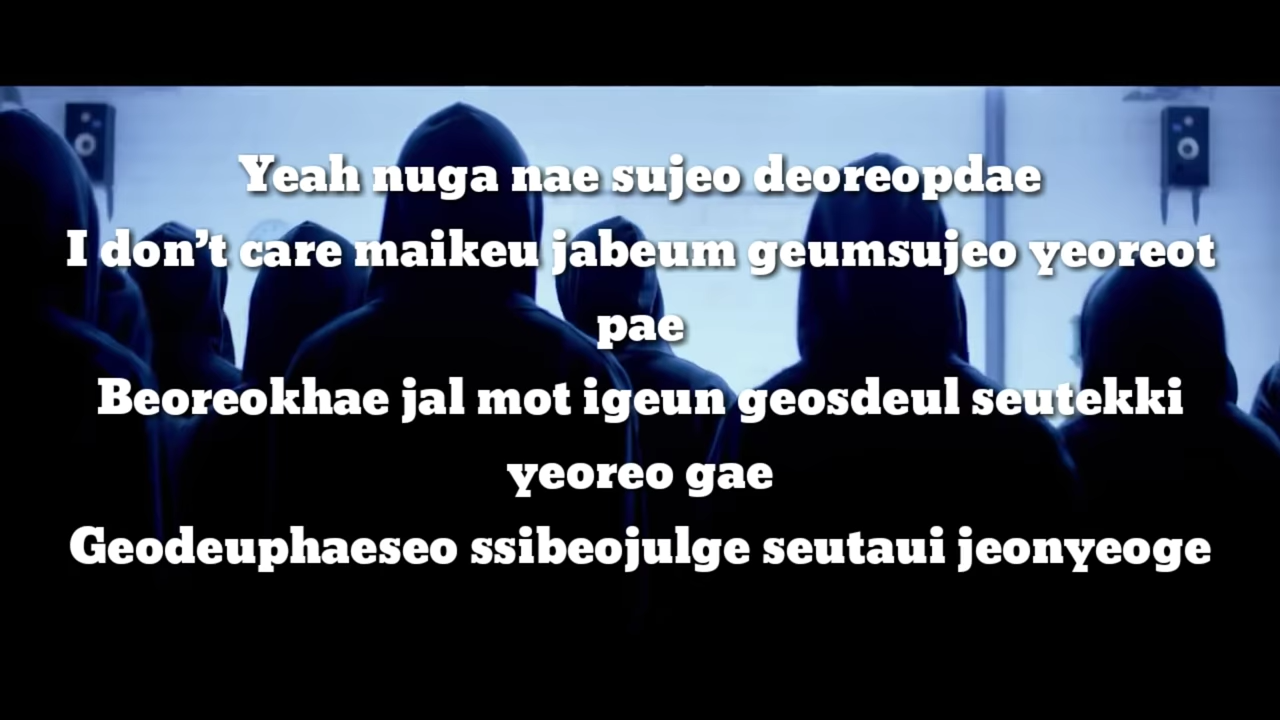 Yeah nuga nae sujeo deoreopdae
I don’t care maikeu jabeum geumsujeo yeoreot
pae
Beoreokhae jal mot igeun geosdeul seutekki
yeoreo gae
Geodeuphaeseo ssibeojulge seutaui jeonyeoge